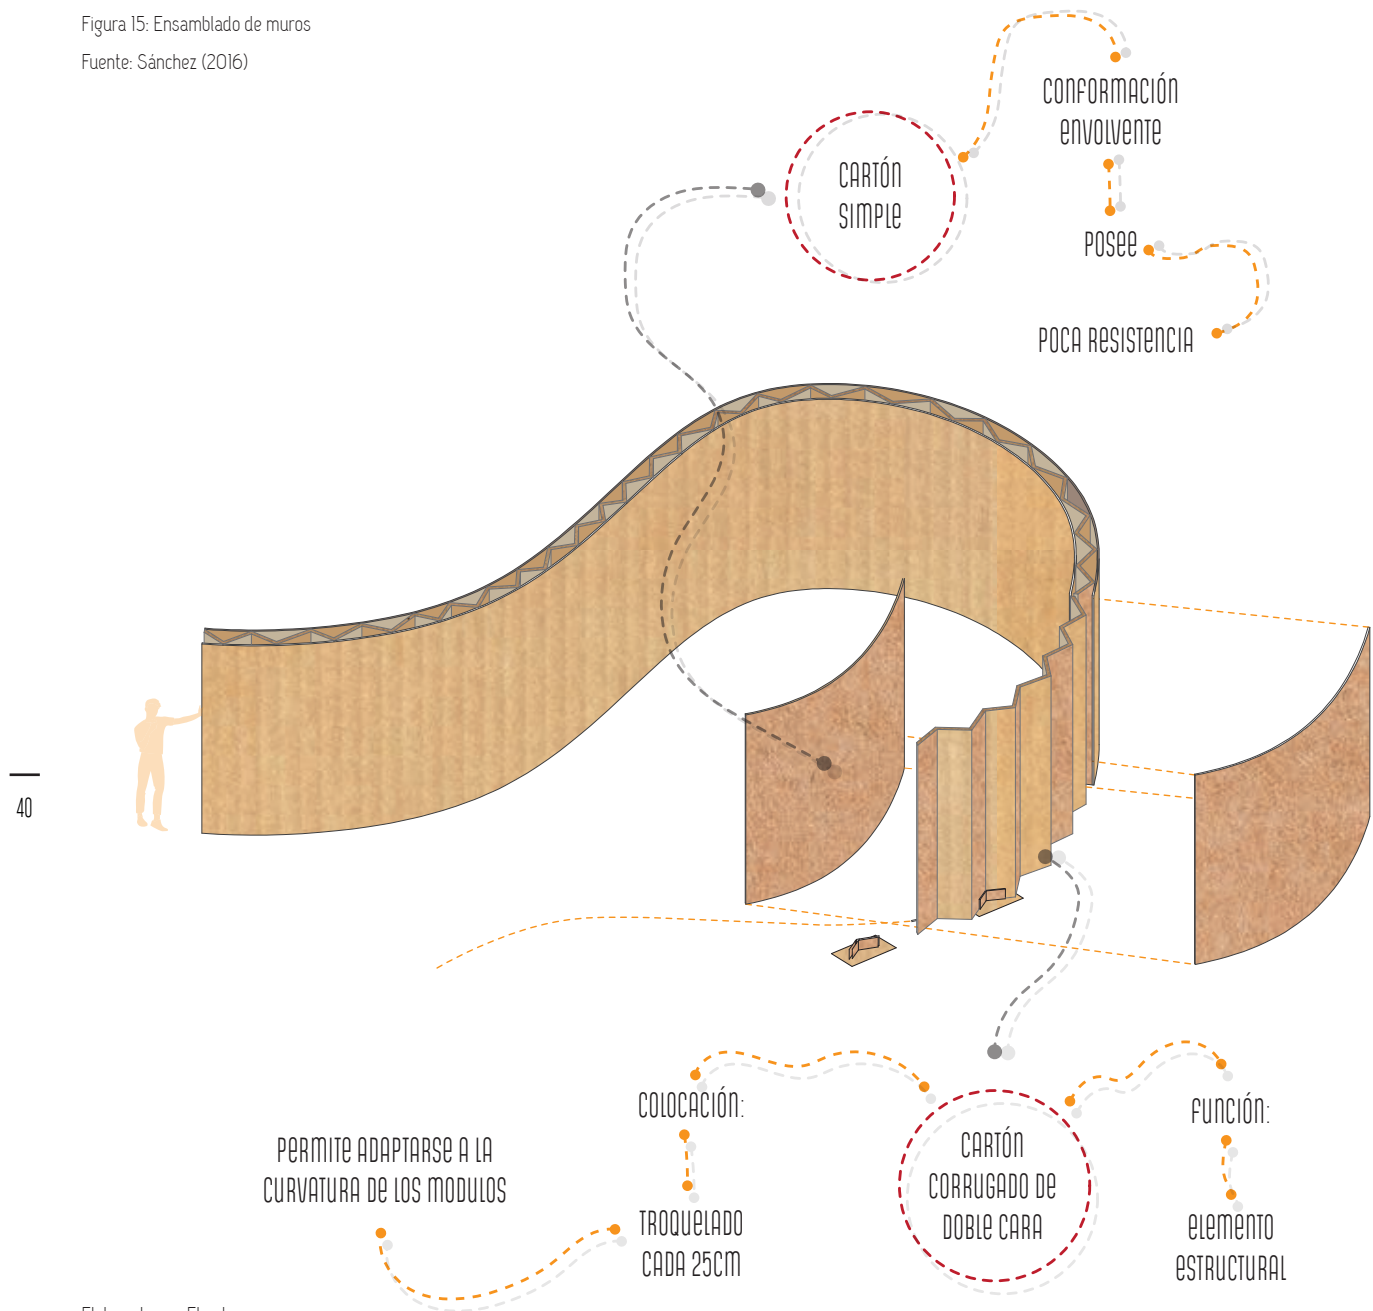 Figura 15: Ensamblado de muros
Fuente: Sánchez (2016)
CONFORMACIÓN
ENVOLVENTE
CARTÓN
SIMPLE
POSEE
POCA RESISTENCIA
40
COLOCACIÓN:
FUNCIÓN:
PERMITE ADAPTARSE A LA
CURVATURA DE LOS MODULOS
CARTÓN
CORRUGADO DE
DOBLE CARA
TROQUELADO
CADA 25CM
ELEMENTO
ESTRUCTURAL